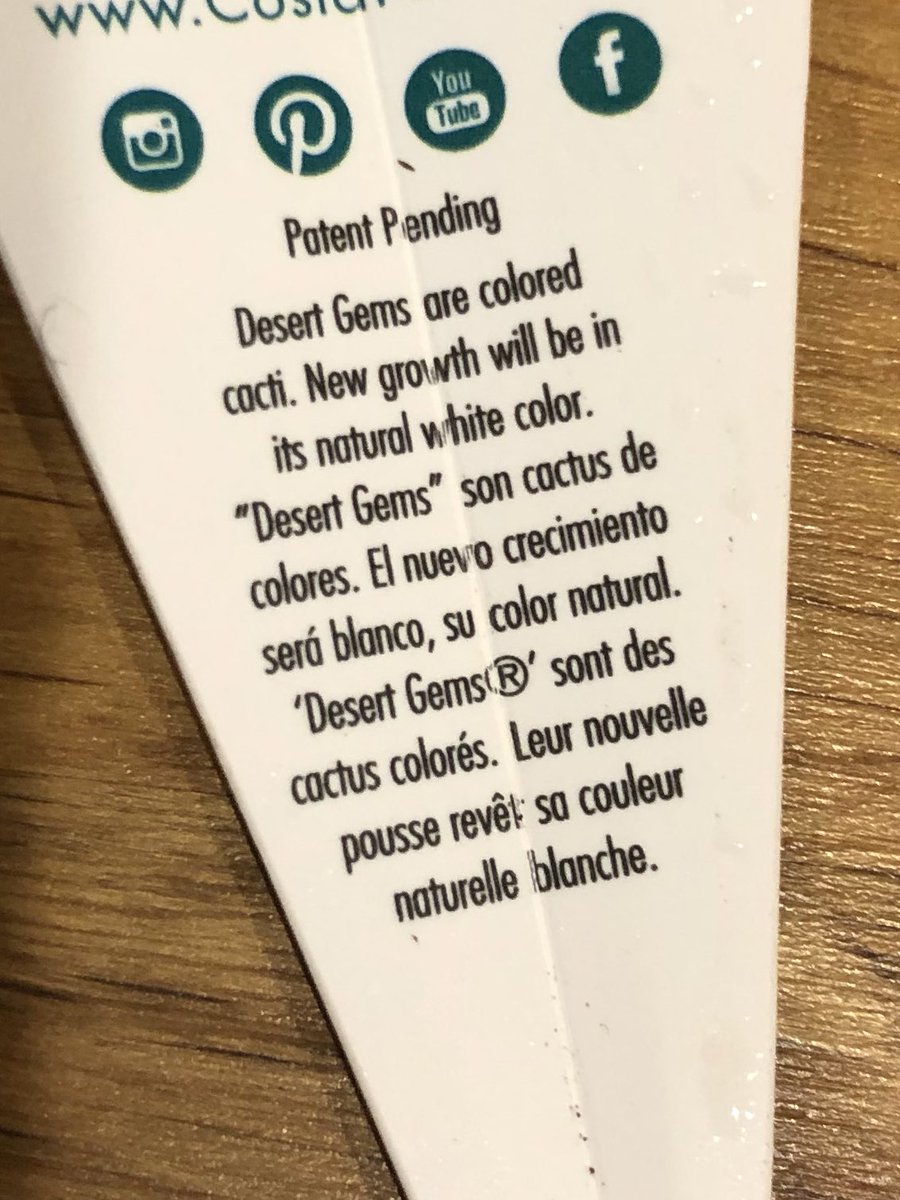 You
Tube
f
Patent Pending
Desert Gems are colored
cacti. New growth will be in
its natural white color.
"Desert Gems" son cactus de
colores. El nuevo crecimiento
será blanco, su color natural.
'Desert Gems®' sont des
cactus colorés. Leur nouvelle
pousse revêt sa couleur
naturelle blanche.